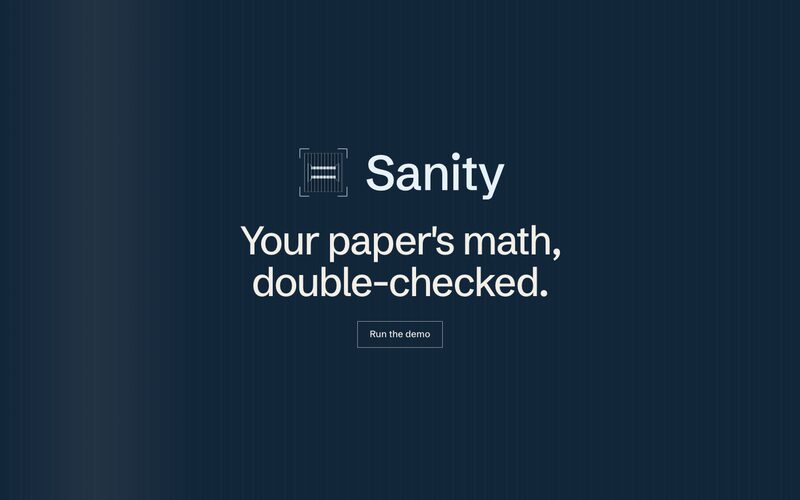 Sanity
Your paper's math,
double-checked.
Run the demo